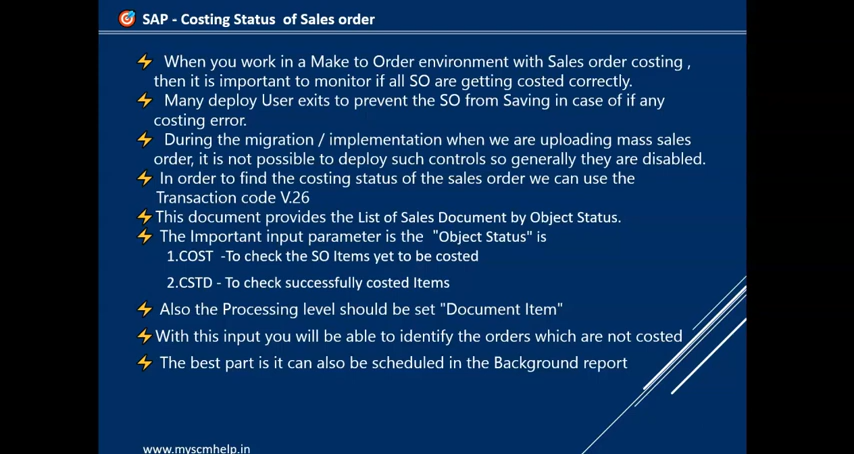 SAP - Costing Status of Sales order
When you work in a Make to Order environment with Sales order costing ,
then it is important to monitor if all SO are getting costed correctly.
Many deploy User exits to prevent the SO from Saving in case of if any
costing error.
During the migration / implementation when we are uploading mass sales
order, it is not possible to deploy such controls so generally they are disabled.
In order to find the costing status of the sales order we can use the
Transaction code V.26
This document provides the List of Sales Document by Object Status.
The Important input parameter is the "Object Status" is
1.COST -To check the SO Items yet to be costed
2.CSTD - To check successfully costed Items
Also the Processing level should be set "Document Item"
With this input you will be able to identify the orders which are not costed
The best part is it can also be scheduled in the Background report
www.myscmhelp.in